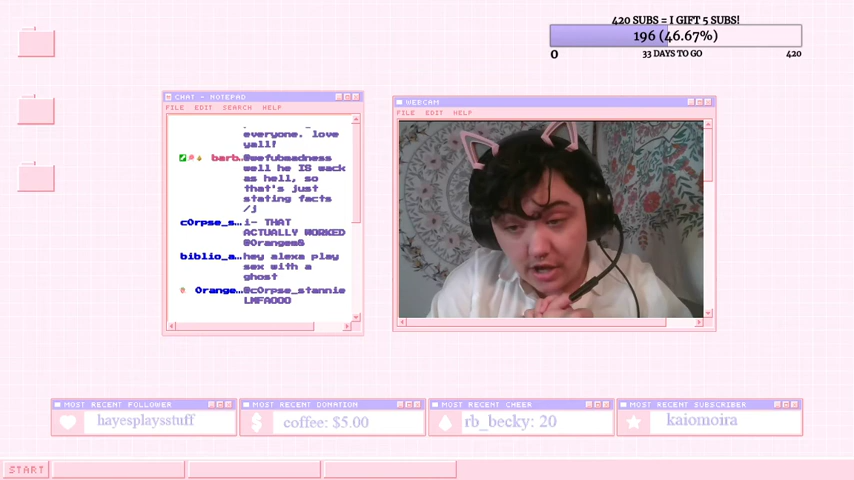 420 SUBS = I GIFT 5 SUBS!
196 (46.67%)
0
33 DAYS TO GO
420
CHAT - NOTEPAD
FILE EDIT SEARCH HELP
everyone. love
yall!
barb…@wefubmadness
well he IS wack
as hell, so
that's just
stating facts
/j
c0rpse_s…i- THAT
ACTUALLY WORKED
@0rangem8
biblio_a…hey alexa play
sex with a
ghost
0range…@c0rpse_stannie
LMFAOOO
WEBCAM
FILE EDIT HELP
MOST RECENT FOLLOWER
hayesplaysstuff
MOST RECENT DONATION
coffee: $5.00
MOST RECENT CHEER
rb_becky: 20
MOST RECENT SUBSCRIBER
kaiomoira
START